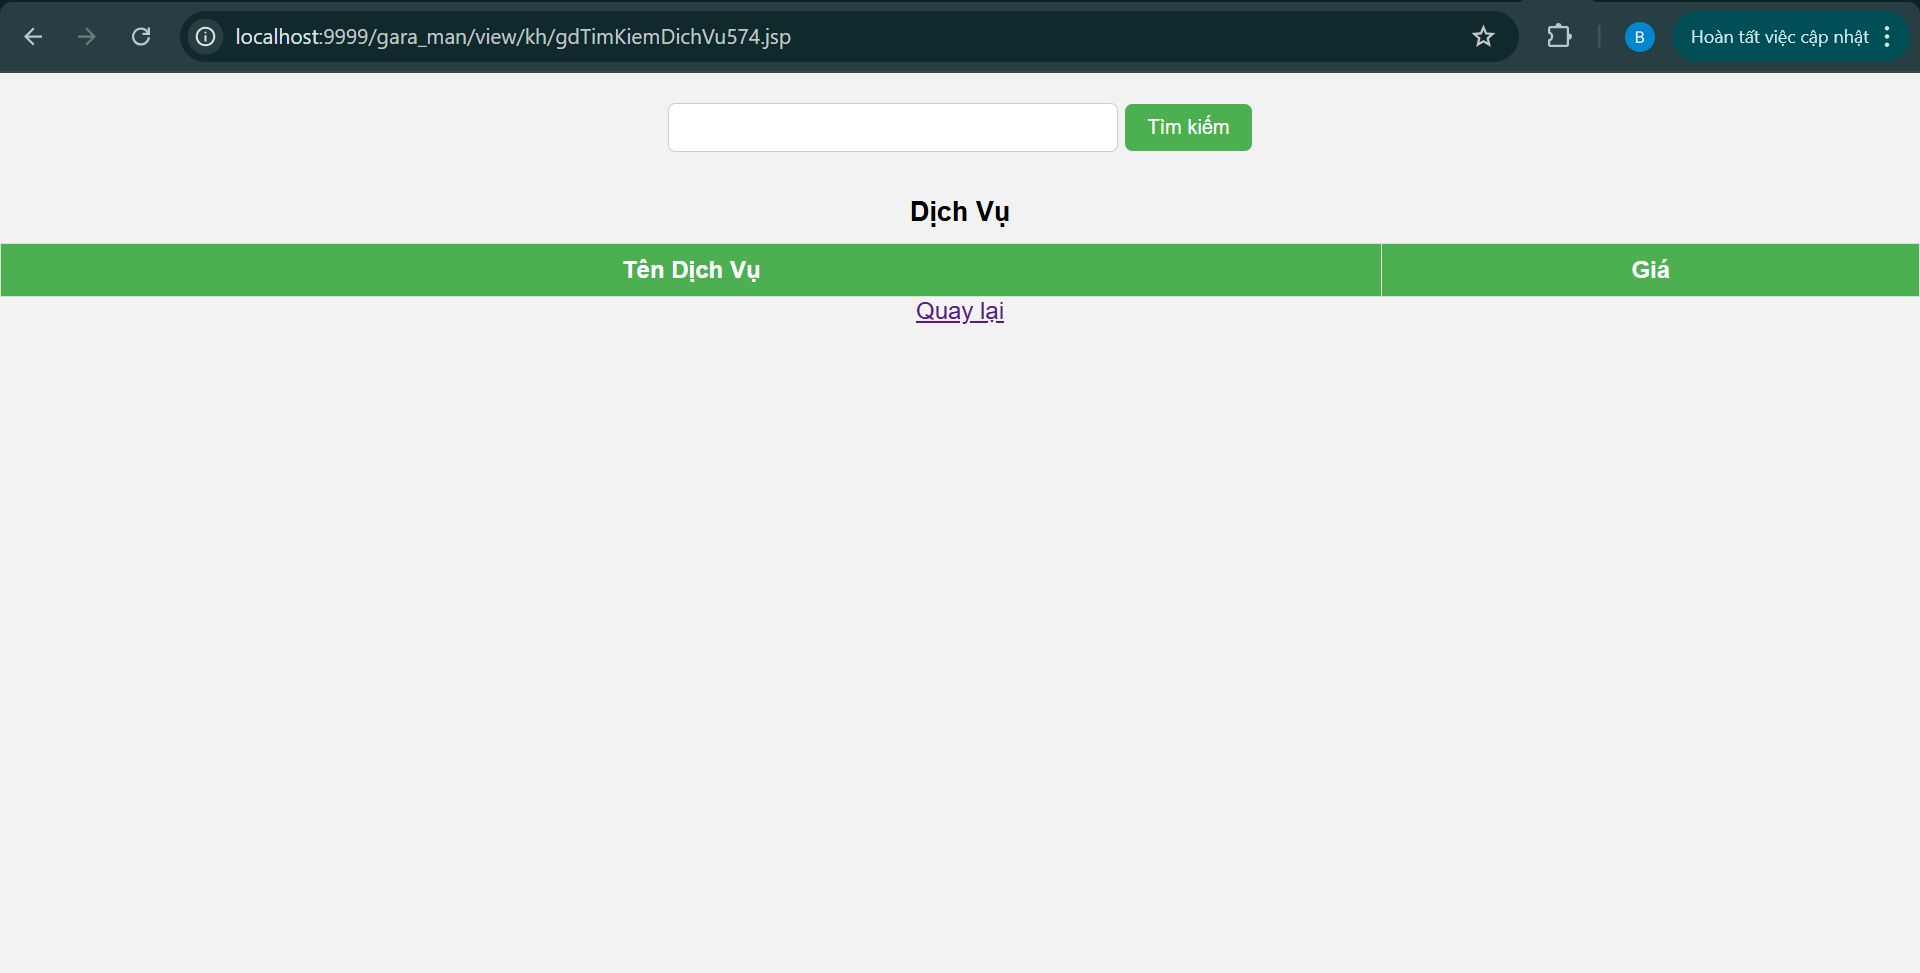 localhost:9999/gara_man/view/kh/gdTimKiemDichVu574.jsp
B
Hoàn tất việc cập nhật
Tìm kiếm
Dịch Vụ
Tên Dịch Vụ Giá
Quay lại